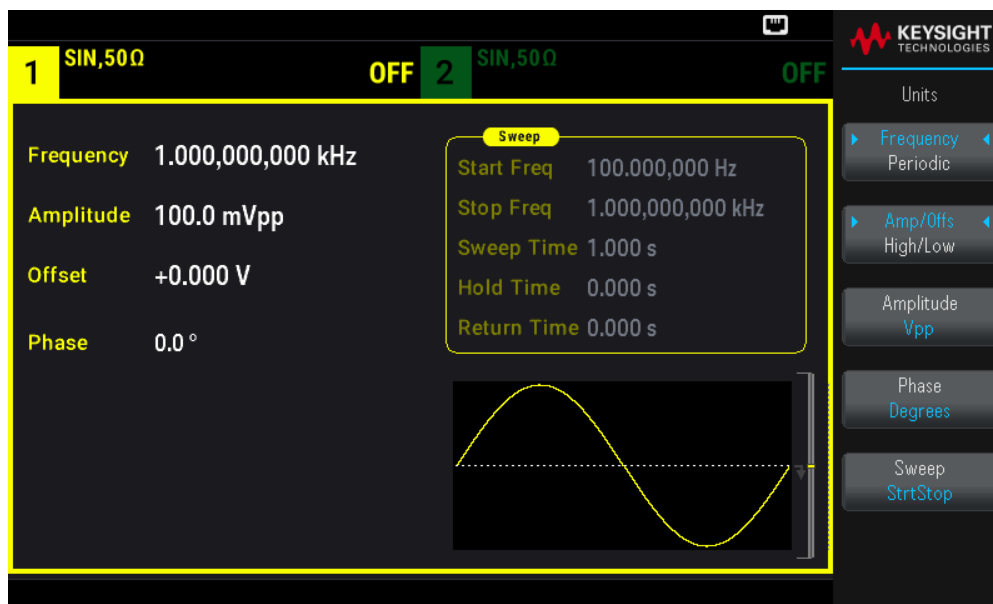 KEYSIGHT
TECHNOLOGIES
1 SIN,50Ω OFF 2 SIN,50Ω OFF
Units
Frequency 1.000,000,000 kHz
Amplitude 100.0 mVpp
Offset +0.000 V
Phase 0.0 °
Sweep
Start Freq 100.000,000 Hz
Stop Freq 1.000,000,000 kHz
Sweep Time 1.000 s
Hold Time 0.000 s
Return Time 0.000 s
Frequency
Periodic
Amp/Offs
High/Low
Amplitude
Vpp
Phase
Degrees
Sweep
StrtStop